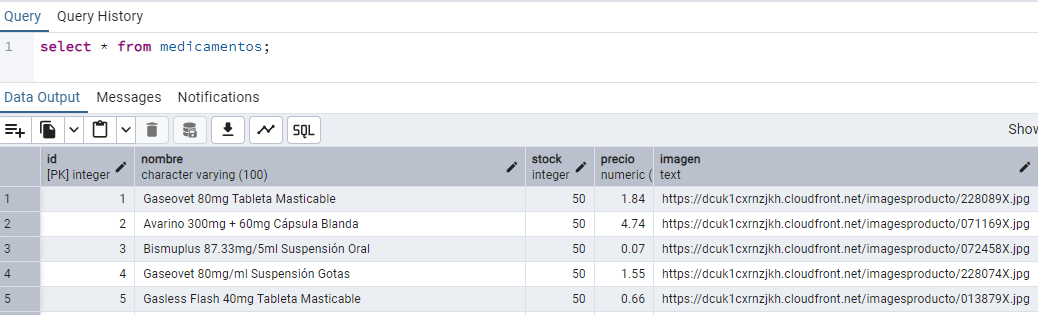 Query Query History
1 select * from medicamentos;
Data Output Messages Notifications
SQL Show
id nombre stock precio imagen
[PK] integer character varying (100) integer numeric ( text
1 1 Gaseovet 80mg Tableta Masticable 50 1.84 https://dcuk1cxrnzjkh.cloudfront.net/imagesproducto/228089X.jpg
2 2 Avarino 300mg + 60mg Cápsula Blanda 50 4.74 https://dcuk1cxrnzjkh.cloudfront.net/imagesproducto/071169X.jpg
3 3 Bismuplus 87.33mg/5ml Suspensión Oral 50 0.07 https://dcuk1cxrnzjkh.cloudfront.net/imagesproducto/072458X.jpg
4 4 Gaseovet 80mg/ml Suspensión Gotas 50 1.55 https://dcuk1cxrnzjkh.cloudfront.net/imagesproducto/228074X.jpg
5 5 Gasless Flash 40mg Tableta Masticable 50 0.66 https://dcuk1cxrnzjkh.cloudfront.net/imagesproducto/013879X.jpg